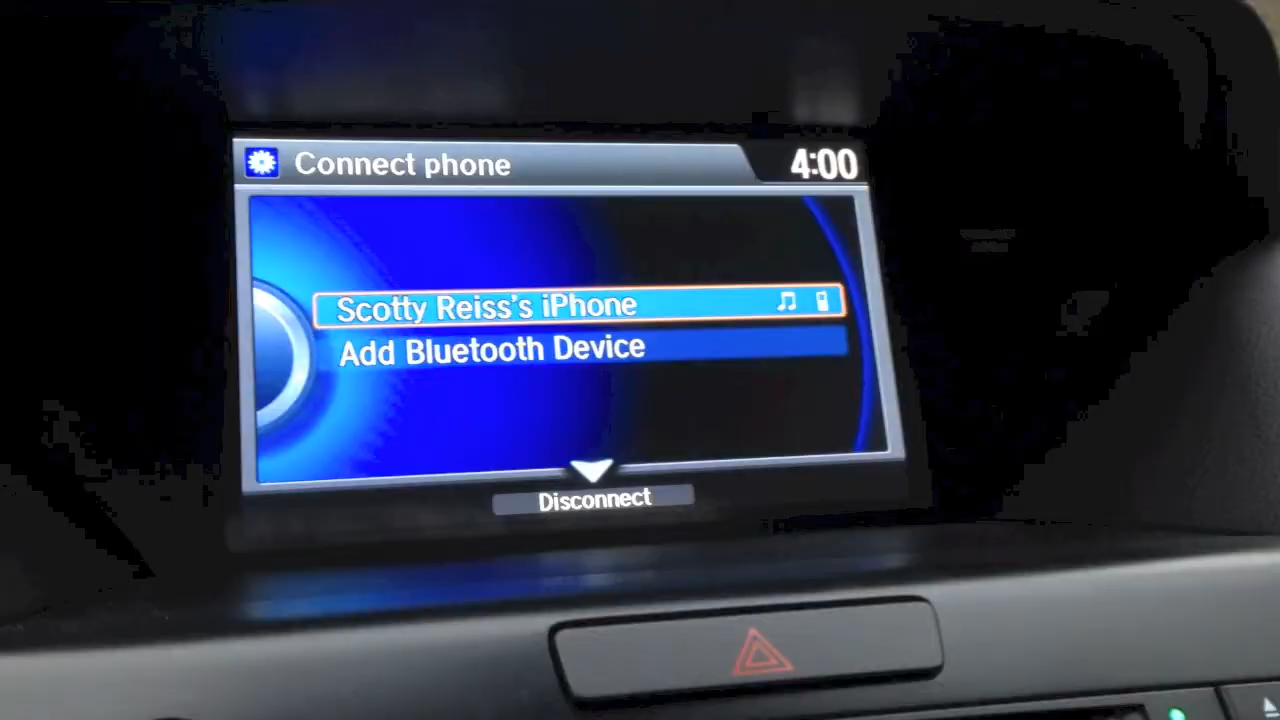 Connect phone
4:00
Scotty Reiss's iPhone
Add Bluetooth Device
Disconnect